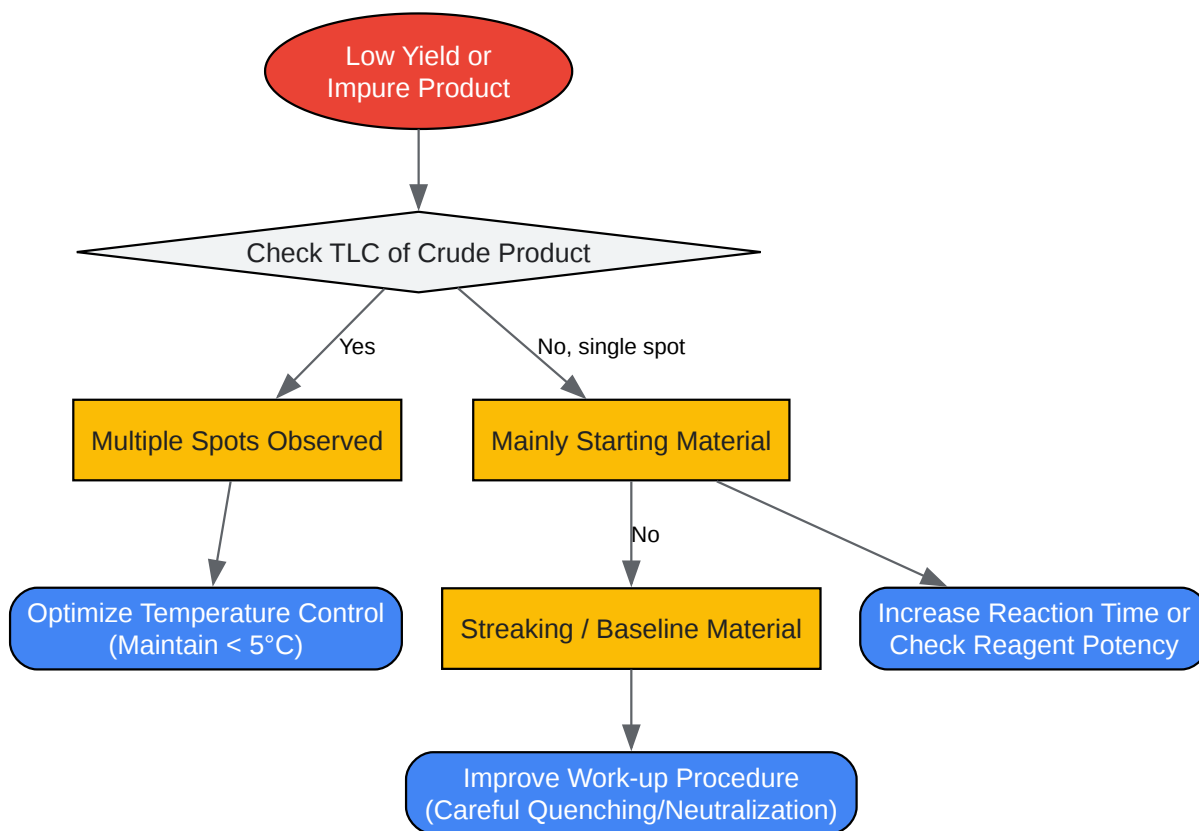 Low Yield or
Impure Product
Check TLC of Crude Product
Yes
No, single spot
Multiple Spots Observed
Mainly Starting Material
No
Optimize Temperature Control
(Maintain < 5°C)
Streaking / Baseline Material
Increase Reaction Time or
Check Reagent Potency
Improve Work-up Procedure
(Careful Quenching/Neutralization)